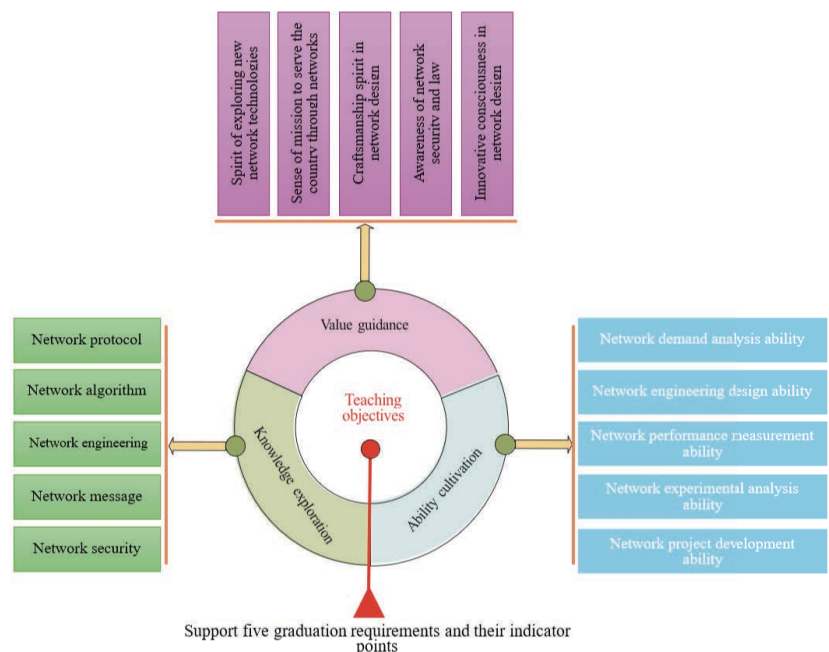 Spirit of exploring new
network technologies
Sense of mission to serve the
country through networks
Craftsmanship spirit in
network design
Awareness of network
security and law
Innovative consciousness in
network design
Value guidance
Network protocol
Network algorithm
Network engineering
Network message
Network security
Teaching
objectives
Knowledge exploration
Ability cultivation
Network demand analysis ability
Network engineering design ability
Network performance measurement
ability
Network experimental analysis
ability
Network project development
ability
Support five graduation requirements and their indicator
points